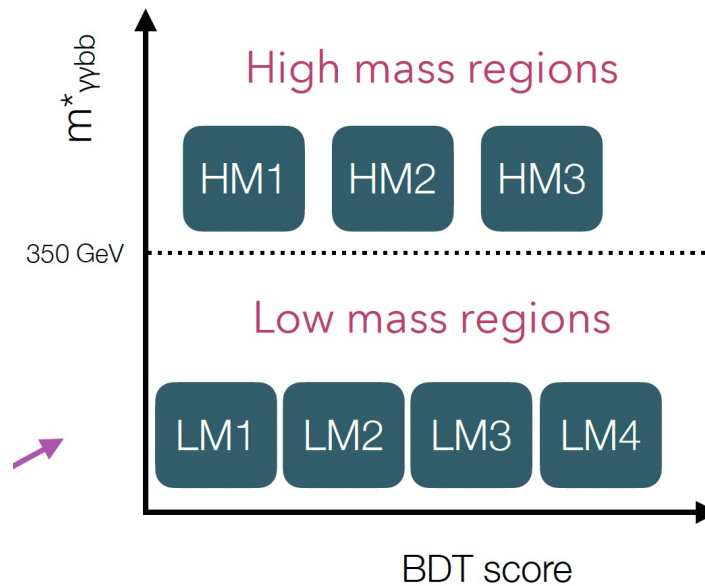 m*γγbb
High mass regions
HM1 HM2 HM3
350 GeV
Low mass regions
LM1 LM2 LM3 LM4
BDT score